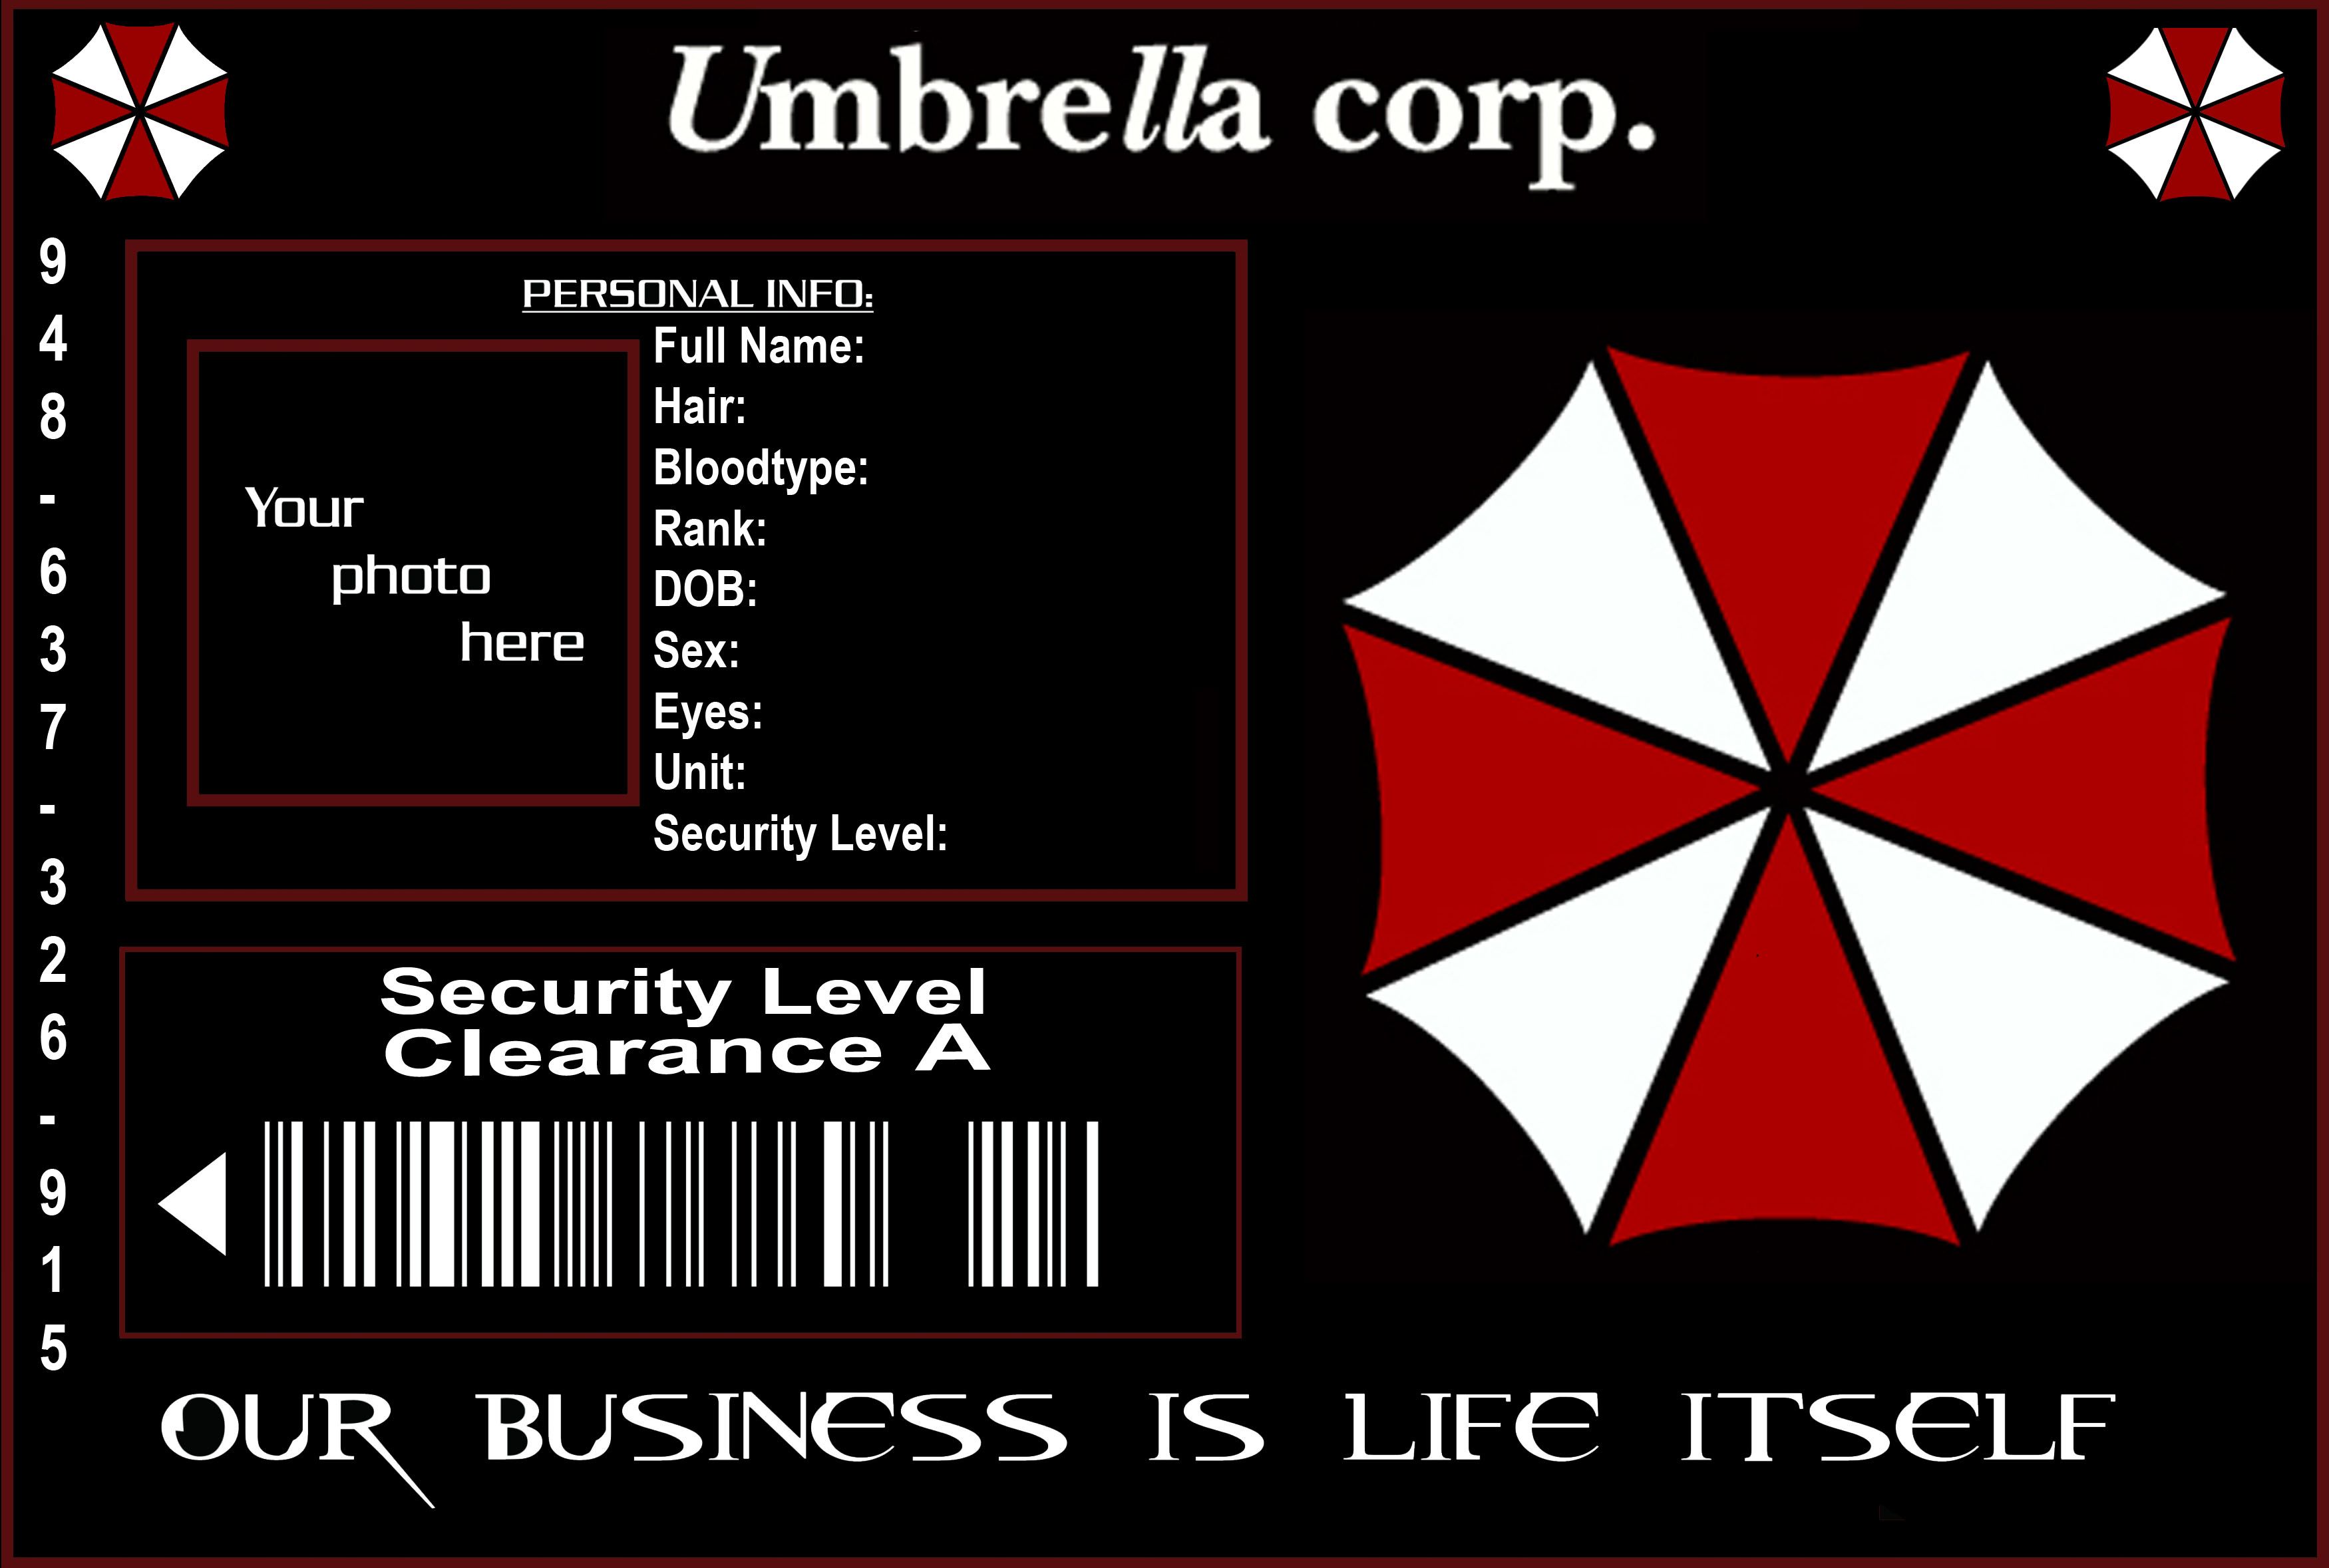 Umbrella corp.
948-637-326-915
PERSONAL INFO:
Your
photo
here
Full Name:
Hair:
Bloodtype:
Rank:
DOB:
Sex:
Eyes:
Unit:
Security Level:
Security Level
Clearance A
OUR BUSINESS IS LIFE ITSELF